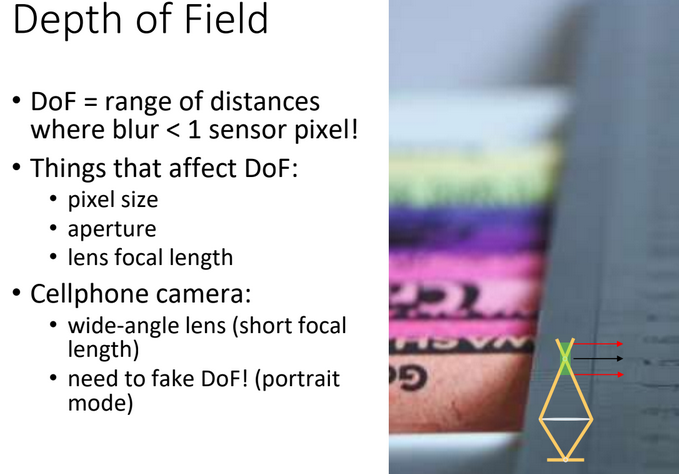 Depth of Field
• DoF = range of distances
where blur < 1 sensor pixel!
• Things that affect DoF:
• pixel size
• aperture
• lens focal length
• Cellphone camera:
• wide-angle lens (short focal
length)
• need to fake DoF! (portrait
mode)